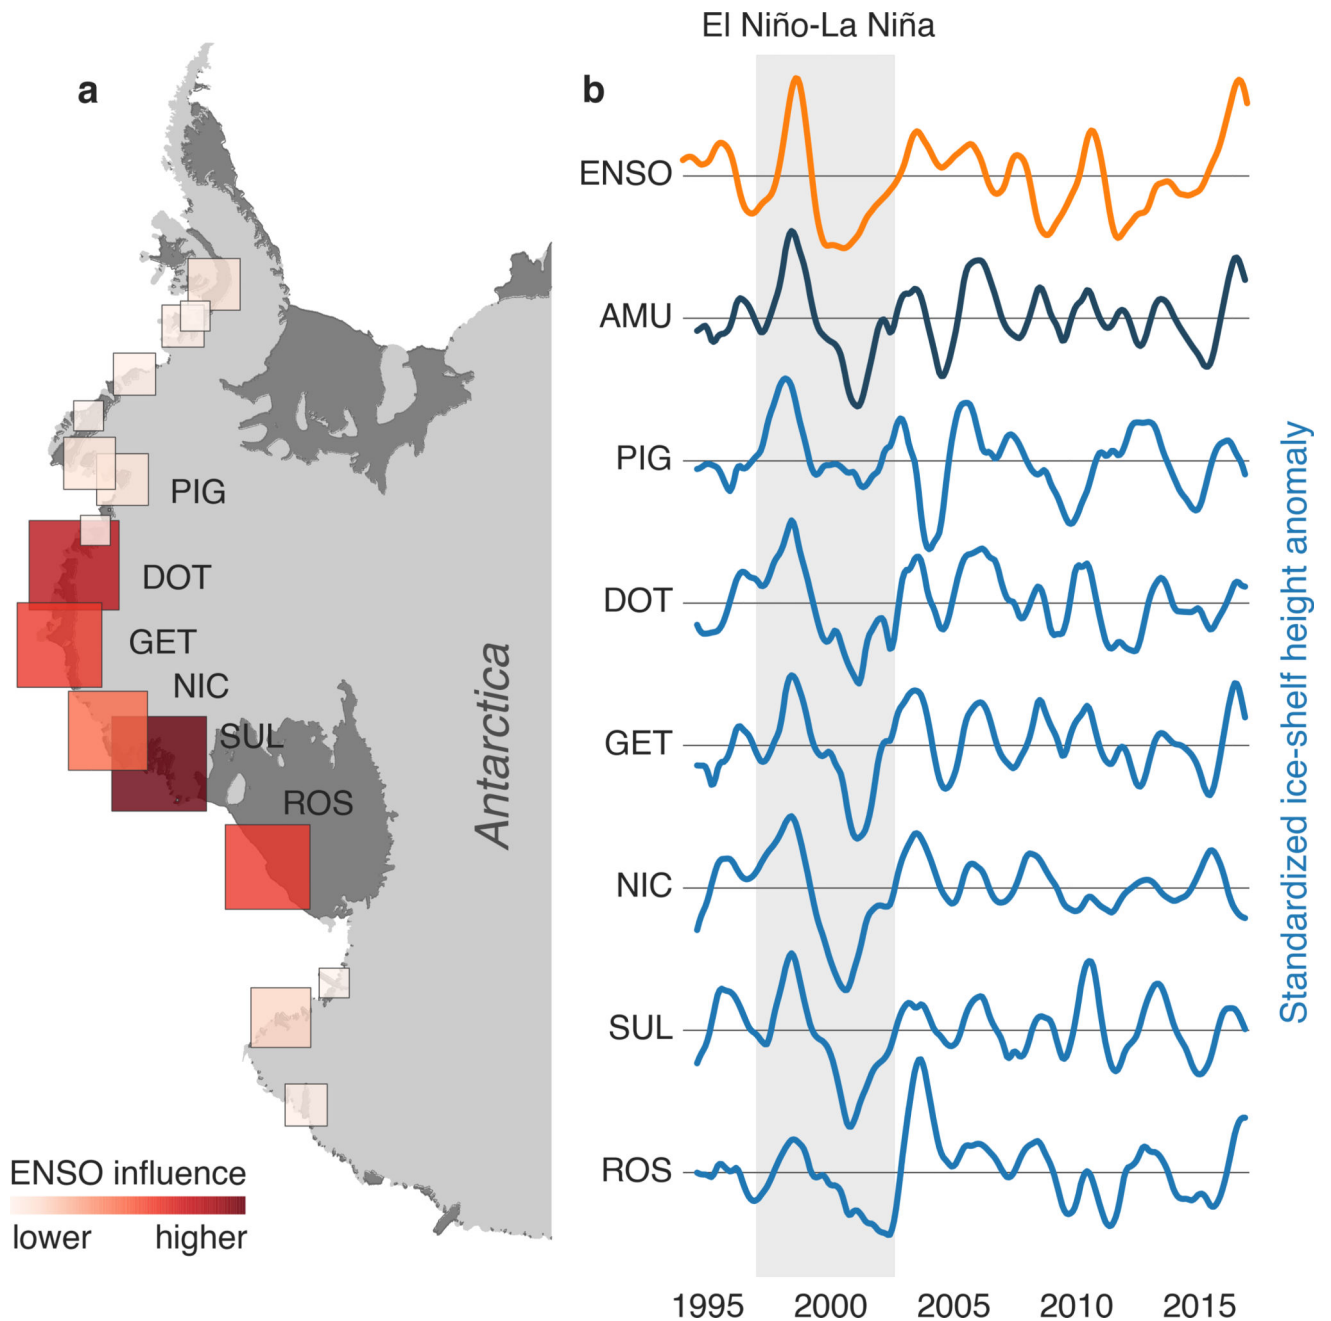 a
PIG
DOT
GET
NIC
SUL
ROS
Antarctica
ENSO influence
lower higher
El Niño-La Niña
b
ENSO
AMU
PIG
DOT
GET
NIC
SUL
ROS
1995 2000 2005 2010 2015
Standardized ice-shelf height anomaly